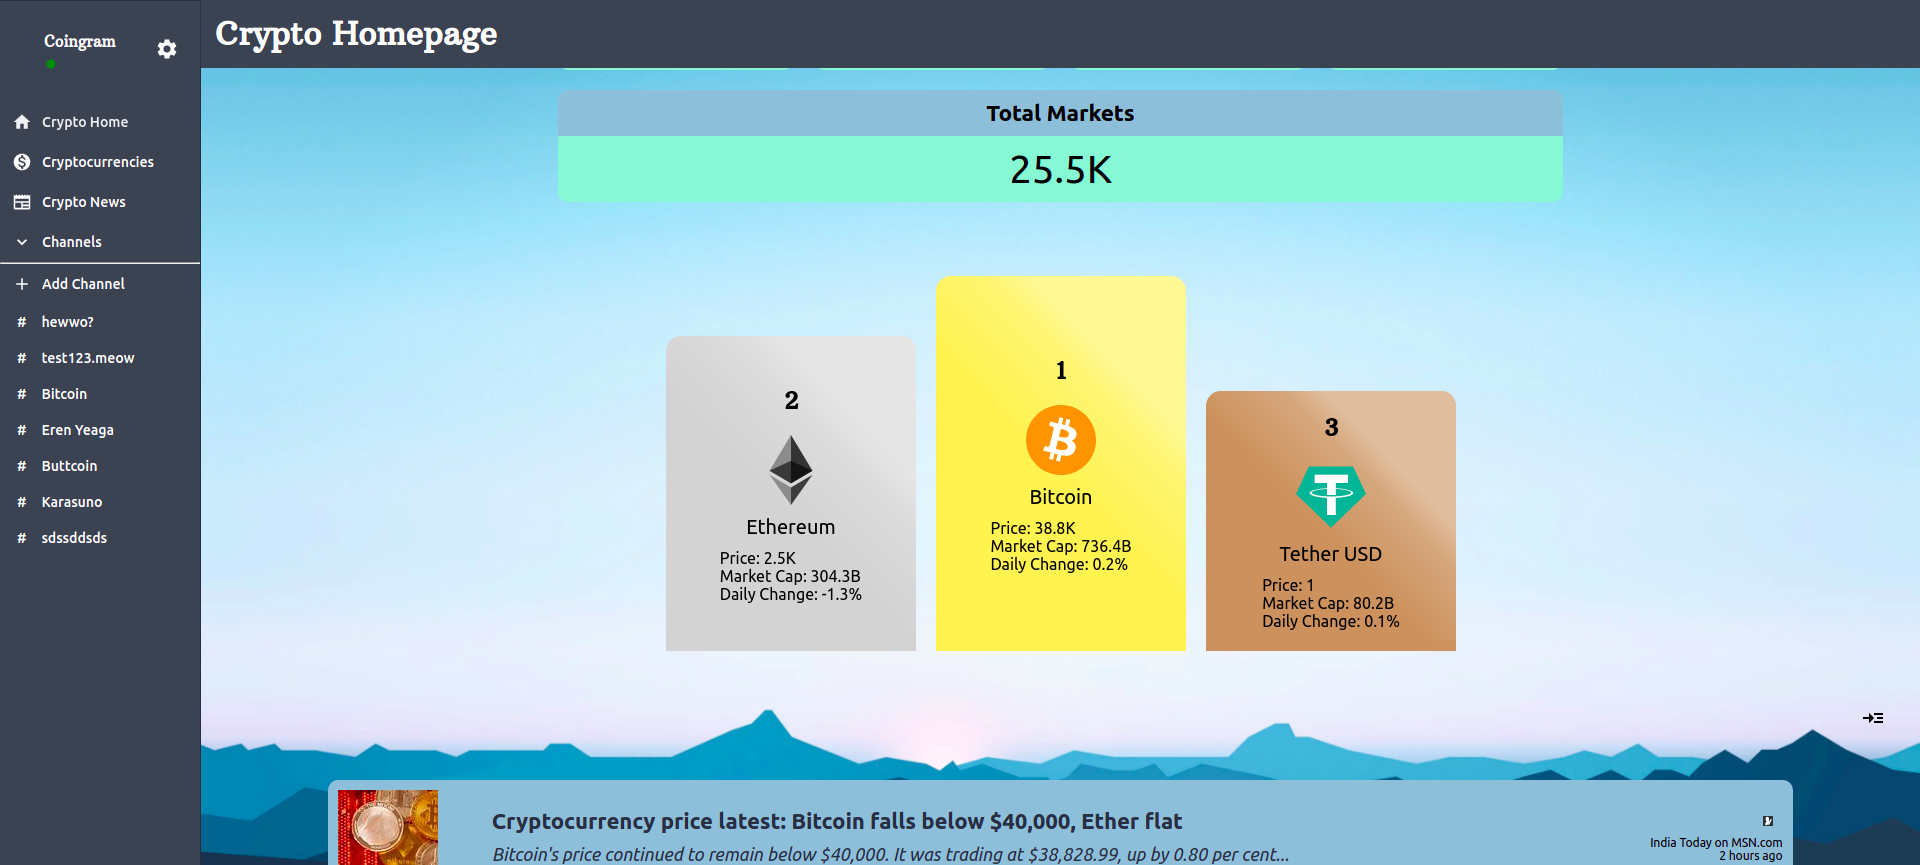 Coingram
Crypto Homepage
Crypto Home
Cryptocurrencies
Crypto News
Channels
Add Channel
# hewwo?
# test123.meow
# Bitcoin
# Eren Yeaga
# Buttcoin
# Karasuno
# sdssddsds
Total Markets
25.5K
2
Ethereum
Price: 2.5K
Market Cap: 304.3B
Daily Change: -1.3%
1
Bitcoin
Price: 38.8K
Market Cap: 736.4B
Daily Change: 0.2%
3
Tether USD
Price: 1
Market Cap: 80.2B
Daily Change: 0.1%
Cryptocurrency price latest: Bitcoin falls below $40,000, Ether flat
Bitcoin's price continued to remain below $40,000. It was trading at $38,828.99, up by 0.80 per cent...
India Today on MSN.com
2 hours ago